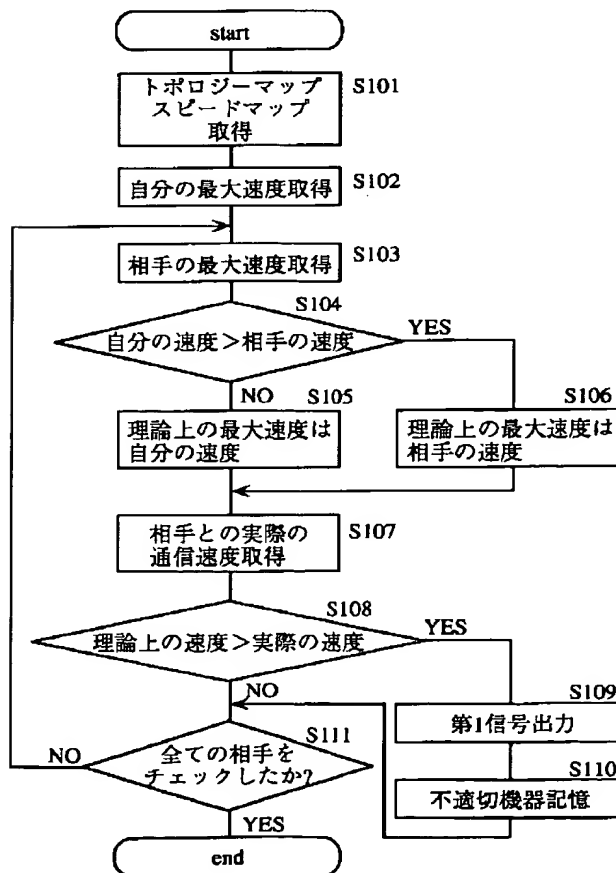 start
トポロジーマップ
スピードマップ
取得
S101
自分の最大速度取得
S102
相手の最大速度取得
S103
S104
自分の速度>相手の速度
YES
NO
S105
理論上の最大速度は
自分の速度
S106
理論上の最大速度は
相手の速度
相手との実際の
通信速度取得
S107
S108
理論上の速度>実際の速度
YES
NO
S109
第1信号出力
S110
不適切機器記憶
S111
全ての相手を
チェックしたか?
NO
YES
end